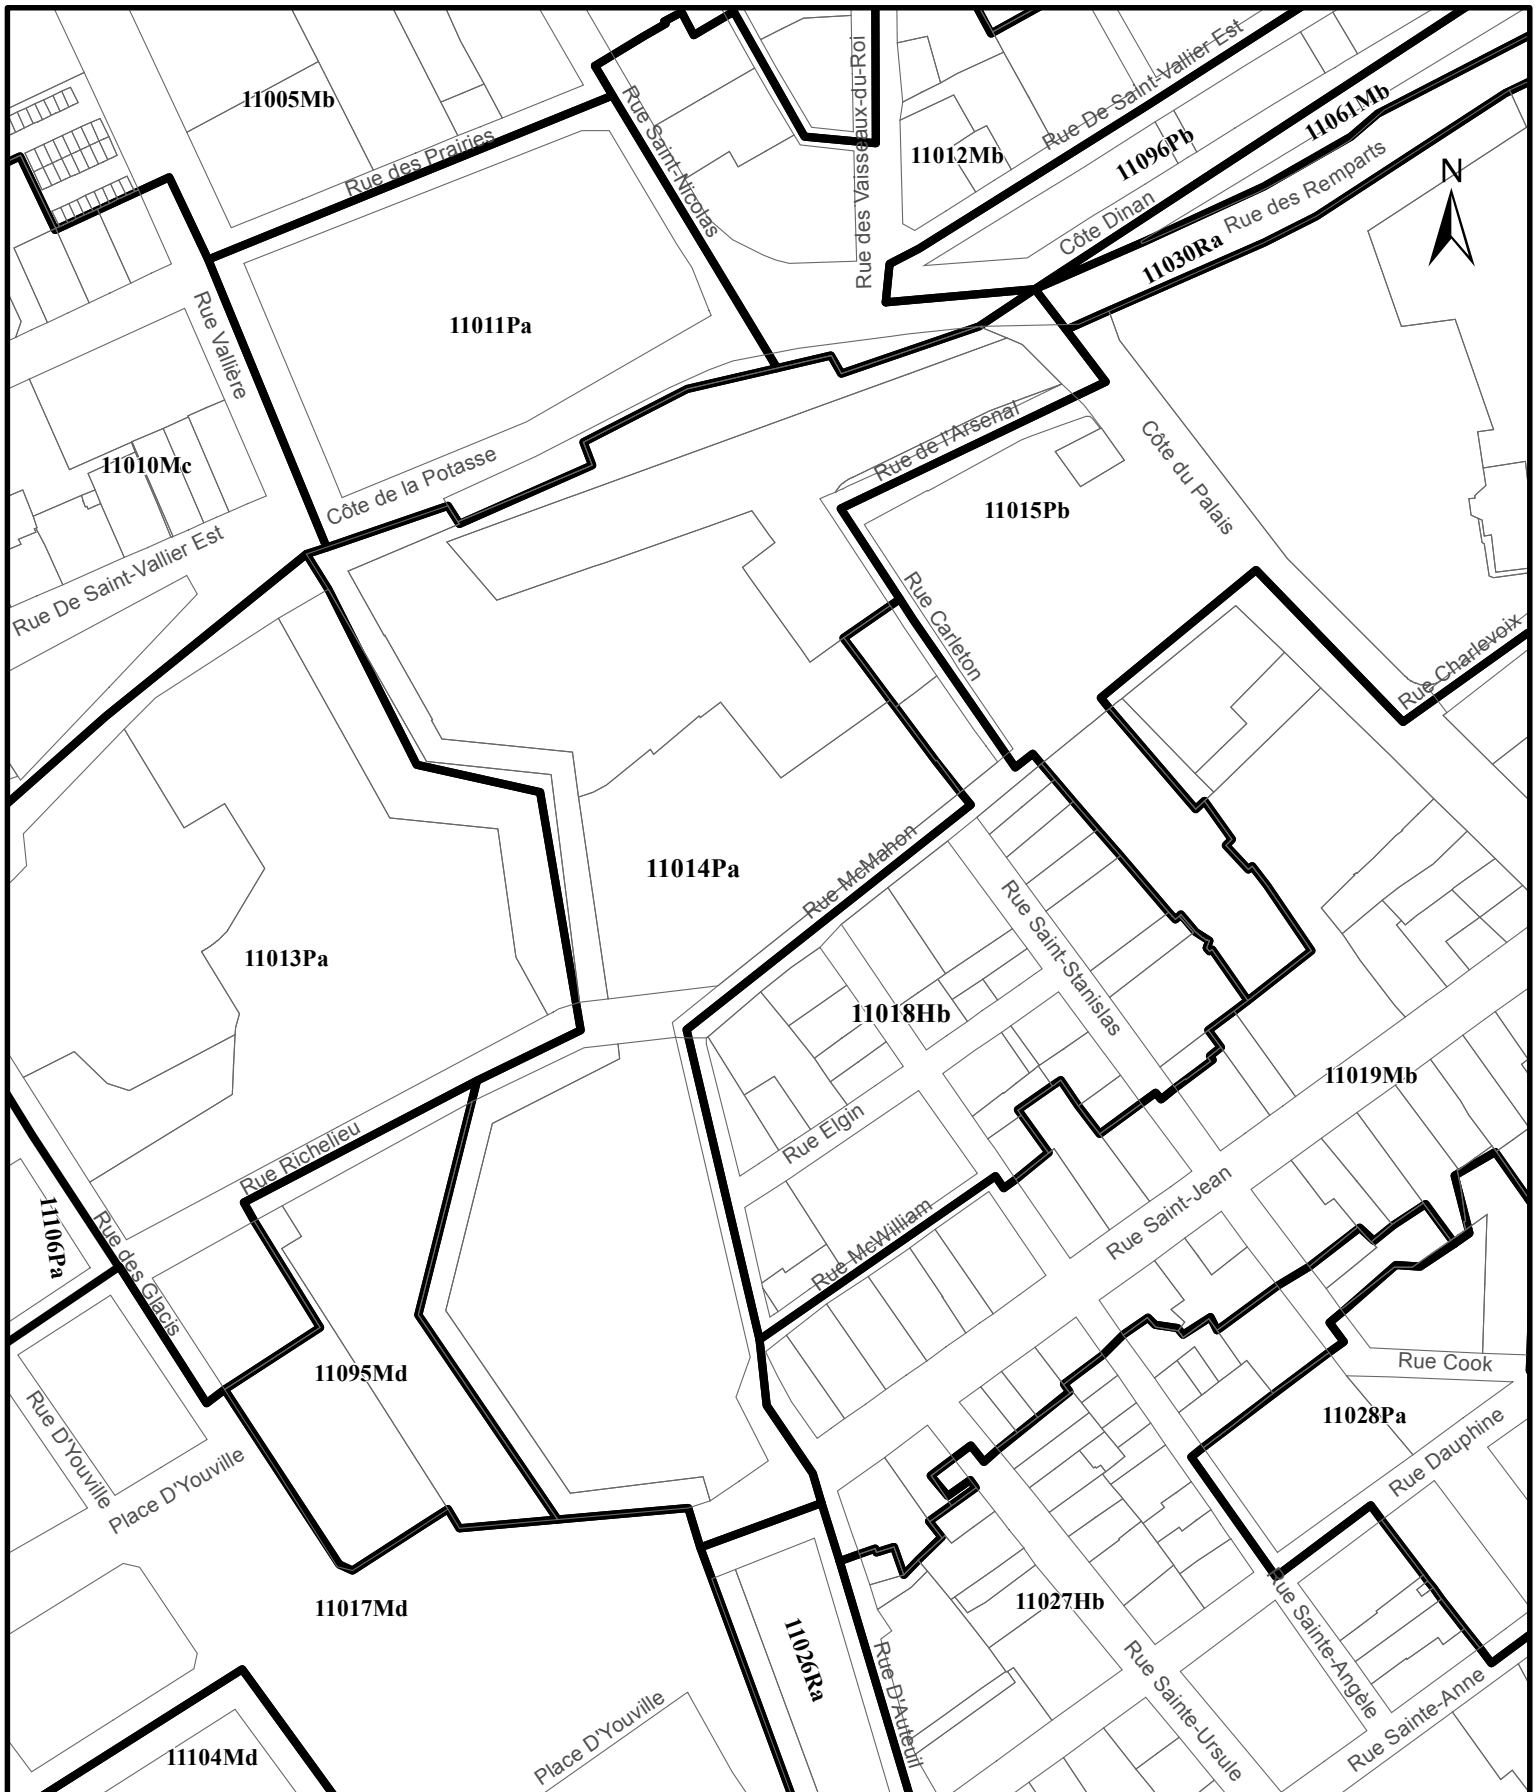 11005Mb
Rue des Prairies
Rue Saint-Nicolas
Rue des Vaisseaux-du-Roi
11012Mb
Rue De Saint-Vallier Est
11096Pb
11061Mb
Côte Dinan
Rue des Remparts
11030Ra
N
Rue Vallière
11011Pa
11010Mc
Côte de la Potasse
Rue De Saint-Vallier Est
Rue de l'Arsenal
11015Pb
Côte du Palais
Rue Carleton
Rue Charlevoix
11014Pa
Rue McMahon
11013Pa
Rue Saint-Stanislas
11018Hb
11019Mb
Rue Elgin
Rue Richelieu
11106Pa
Rue des Glacis
Rue McWilliam
Rue Saint-Jean
11095Md
Rue Cook
11028Pa
Rue Dauphine
Rue D'Youville
Place D'Youville
11017Md
11026Ra
11027Hb
Rue D'Auteuil
Rue Sainte-Ursule
Rue Sainte-Angèle
Rue Sainte-Anne
11104Md
Place D'Youville